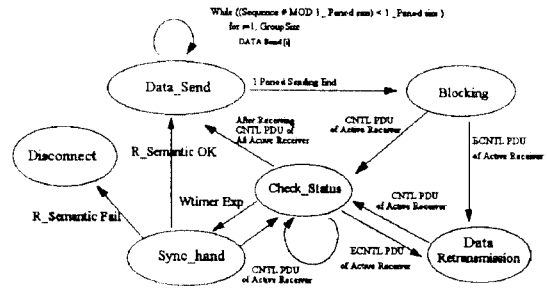 While ((Sequence # MOD 1_Period size) < 1_Period size )
for i=1, GroupSize
DATA Send[i]
Data_Send
1 Period Sending End
Blocking
After Receiving
CNTL PDU of
All Active Receiver
CNTL PDU
of Active Receiver
ECNTL PDU
of Active Receiver
Disconnect
R_Semantic OK
Check_Status
CNTL PDU
of Active Receiver
R_Semantic Fail
Wtimer Exp
Sync_hand
CNTL PDU
of Active Receiver
ECNTL PDU
of Active Receiver
Data
Retransmission